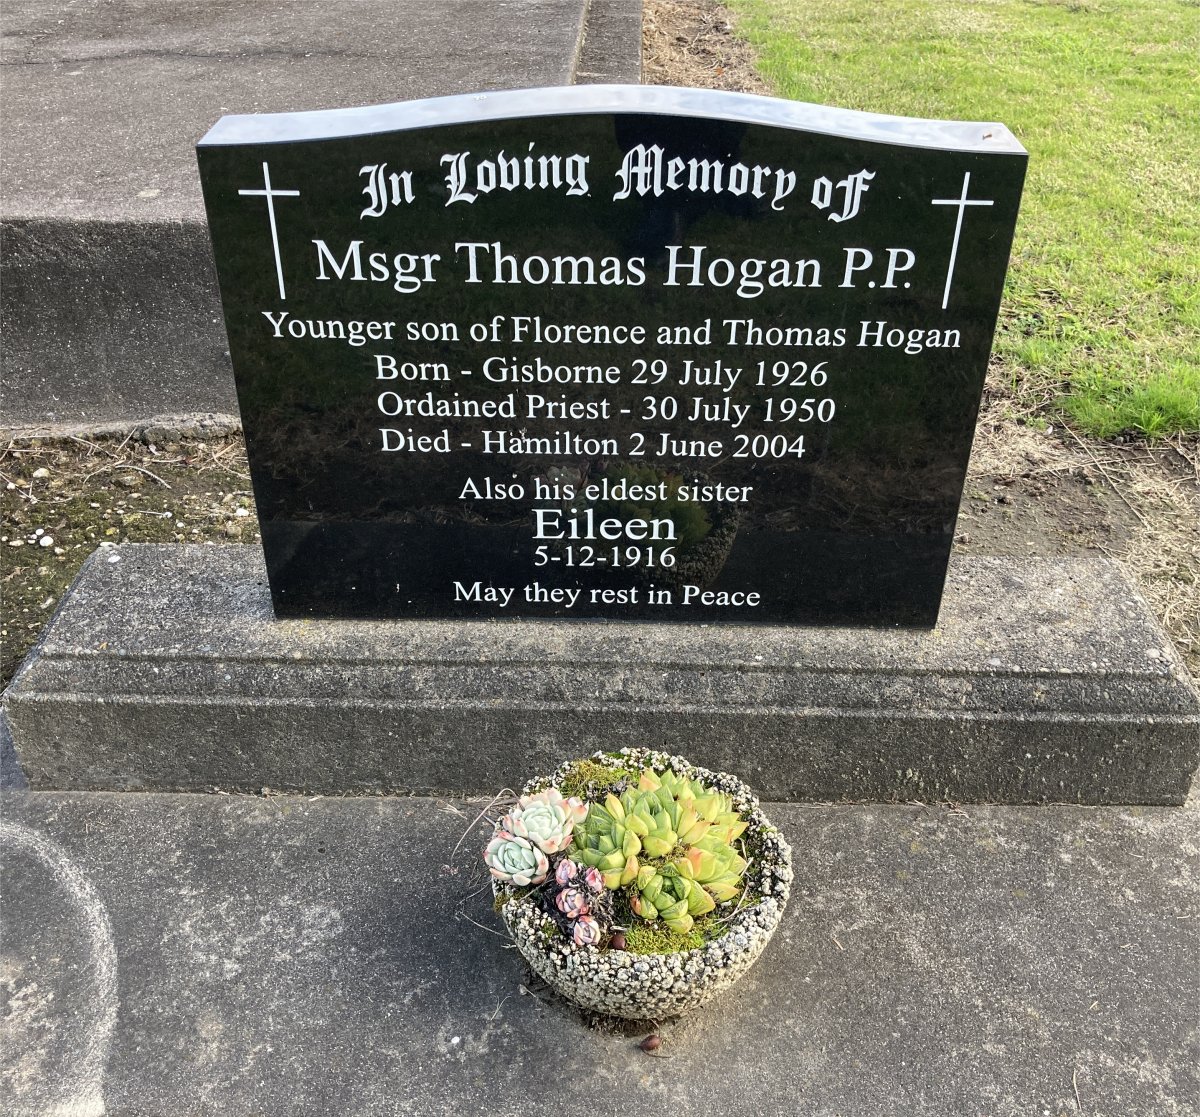 In Loving Memory of
Msgr Thomas Hogan P.P.
Younger son of Florence and Thomas Hogan
Born - Gisborne 29 July 1926
Ordained Priest - 30 July 1950
Died - Hamilton 2 June 2004
Also his eldest sister
Eileen
5-12-1916
May they rest in Peace